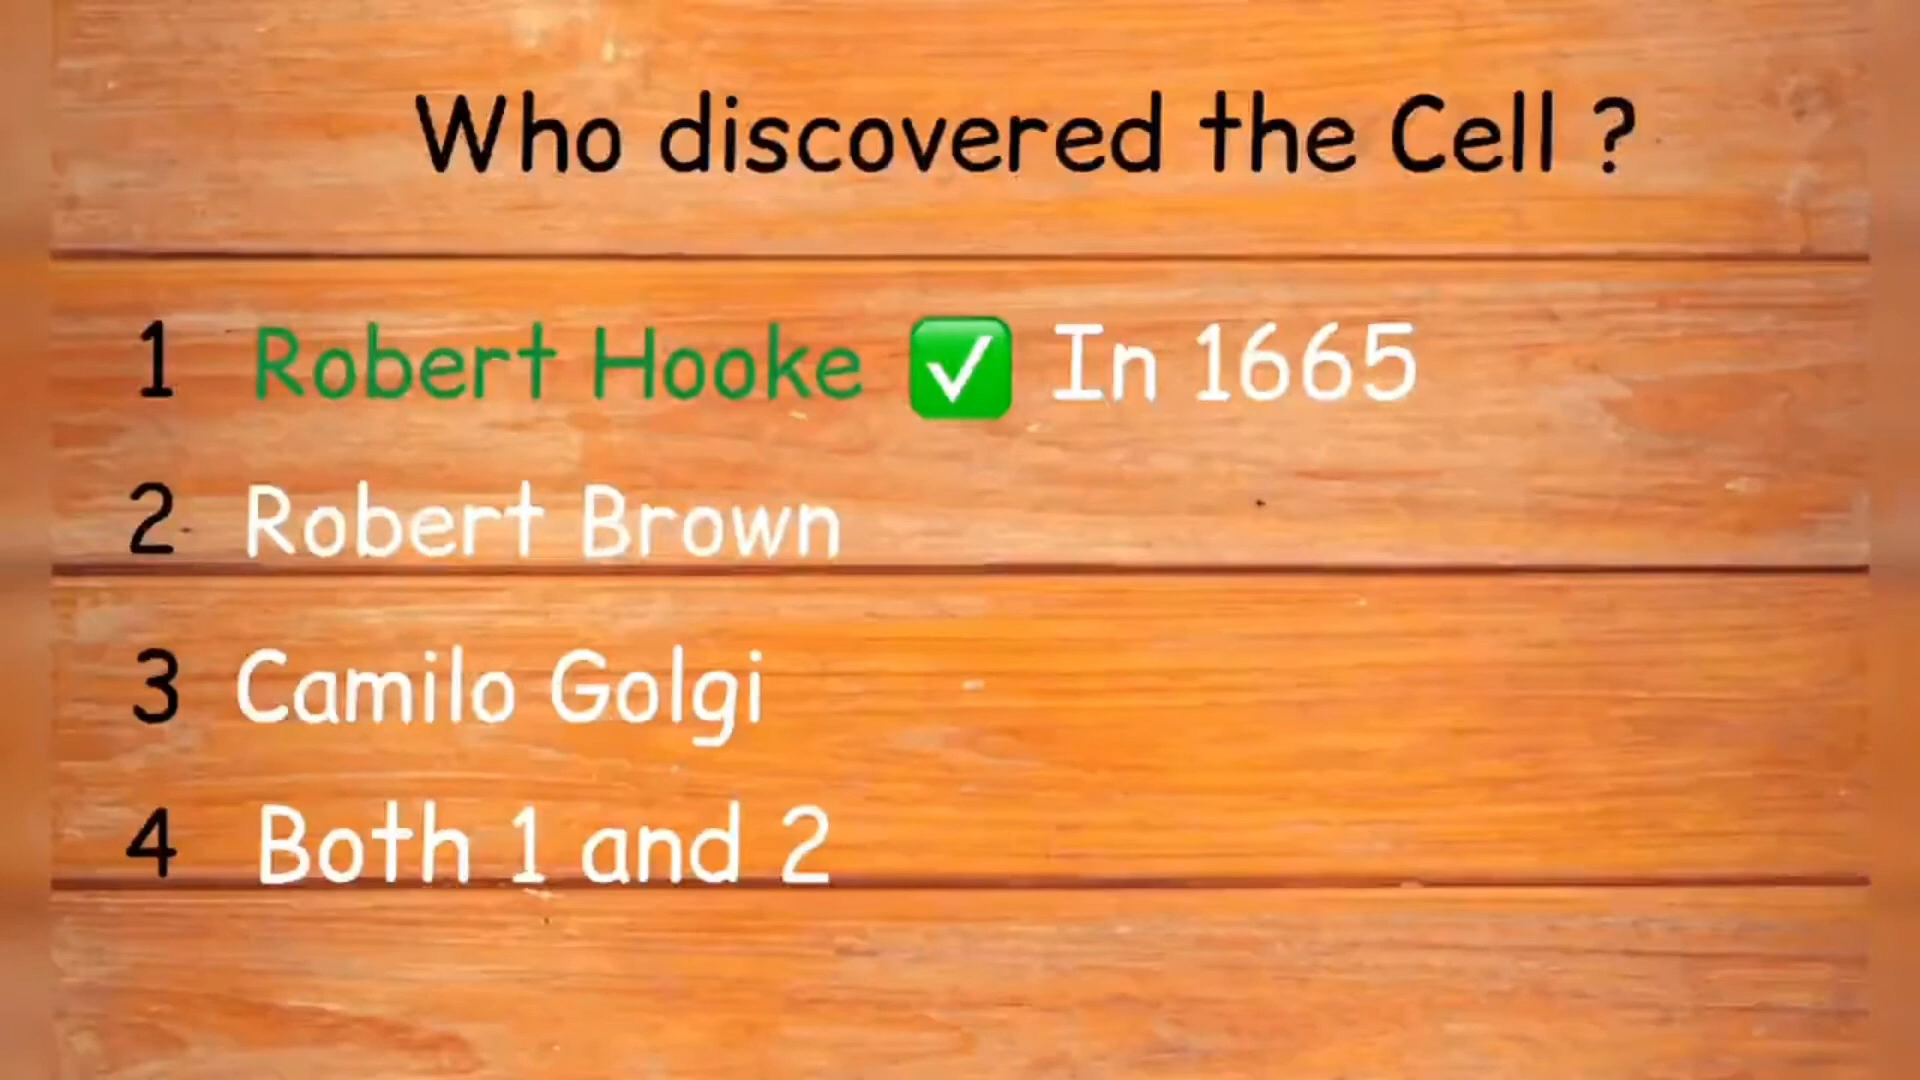 Who discovered the Cell ?
1 Robert Hooke ✅ In 1665
2 Robert Brown
3 Camilo Golgi
4 Both 1 and 2